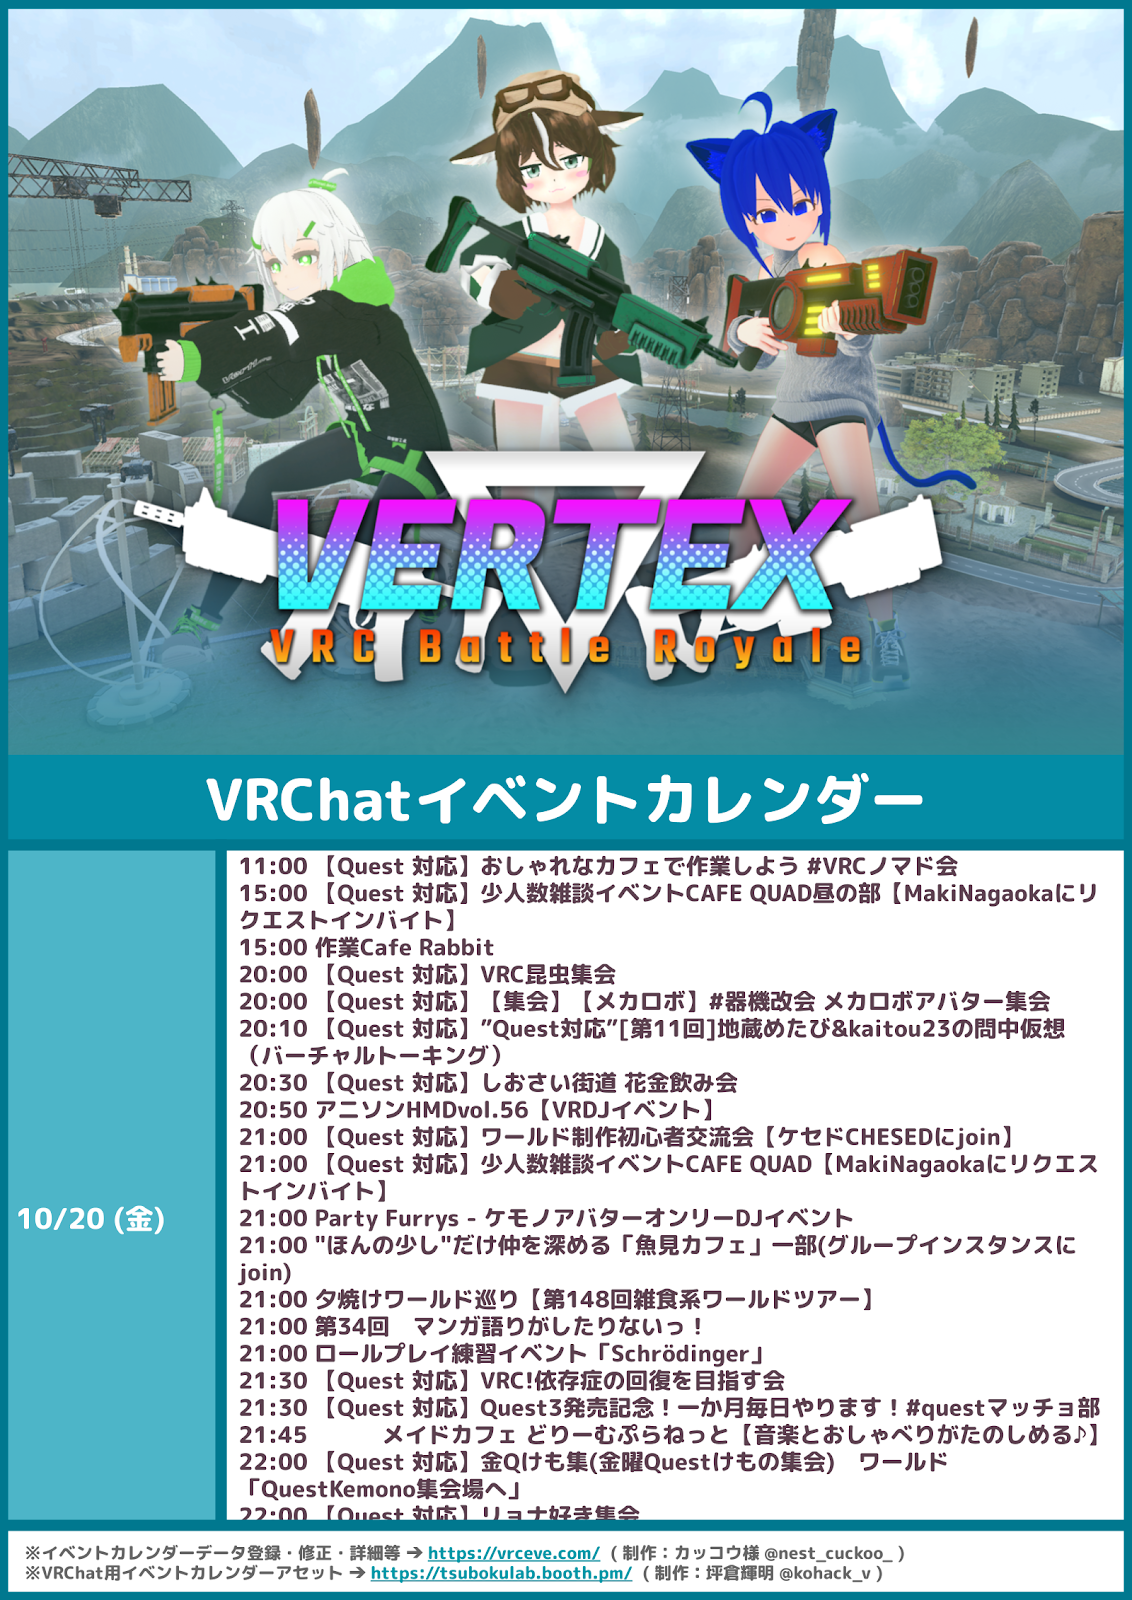 VERTEX
VRC Battle Royale
VRChatイベントカレンダー
10/20 (金)
11:00 【Quest 対応】おしゃれなカフェで作業しよう #VRCノマド会
15:00 【Quest 対応】少人数雑談イベントCAFE QUAD昼の部【MakiNagaokaにリ
クエストインバイト】
15:00 作業Cafe Rabbit
20:00 【Quest 対応】VRC昆虫集会
20:00 【Quest 対応】【集会】【メカロボ】#器機改会 メカロボアバター集会
20:10 【Quest 対応】”Quest対応”[第11回]地蔵めたび&kaitou23の問中仮想
（バーチャルトーキング）
20:30 【Quest 対応】しおさい街道 花金飲み会
20:50 アニソンHMDvol.56【VRDJイベント】
21:00 【Quest 対応】ワールド制作初心者交流会【ケセドCHESEDにjoin】
21:00 【Quest 対応】少人数雑談イベントCAFE QUAD【MakiNagaokaにリクエス
トインバイト】
21:00 Party Furrys - ケモノアバターオンリーDJイベント
21:00 "ほんの少し"だけ仲を深める「魚見カフェ」一部(グループインスタンスに
join)
21:00 夕焼けワールド巡り【第148回雑食系ワールドツアー】
21:00 第34回　マンガ語りがしたりないっ！
21:00 ロールプレイ練習イベント「Schrödinger」
21:30 【Quest 対応】VRC!依存症の回復を目指す会
21:30 【Quest 対応】Quest3発売記念！一か月毎日やります！#questマッチョ部
21:45　　　メイドカフェ どりーむぷらねっと【音楽とおしゃべりがたのしめる♪】
22:00 【Quest 対応】金Qけも集(金曜Questけもの集会)　ワールド
「QuestKemono集会場へ」
22:00 【Quest 対応】リョナ好き集会
※イベントカレンダーデータ登録・修正・詳細等 → https://vrceve.com/（制作：カッコウ様 @nest_cuckoo_ ）
※VRChat用イベントカレンダーアセット → https://tsubokulab.booth.pm/（制作：坪倉輝明 @kohack_v ）